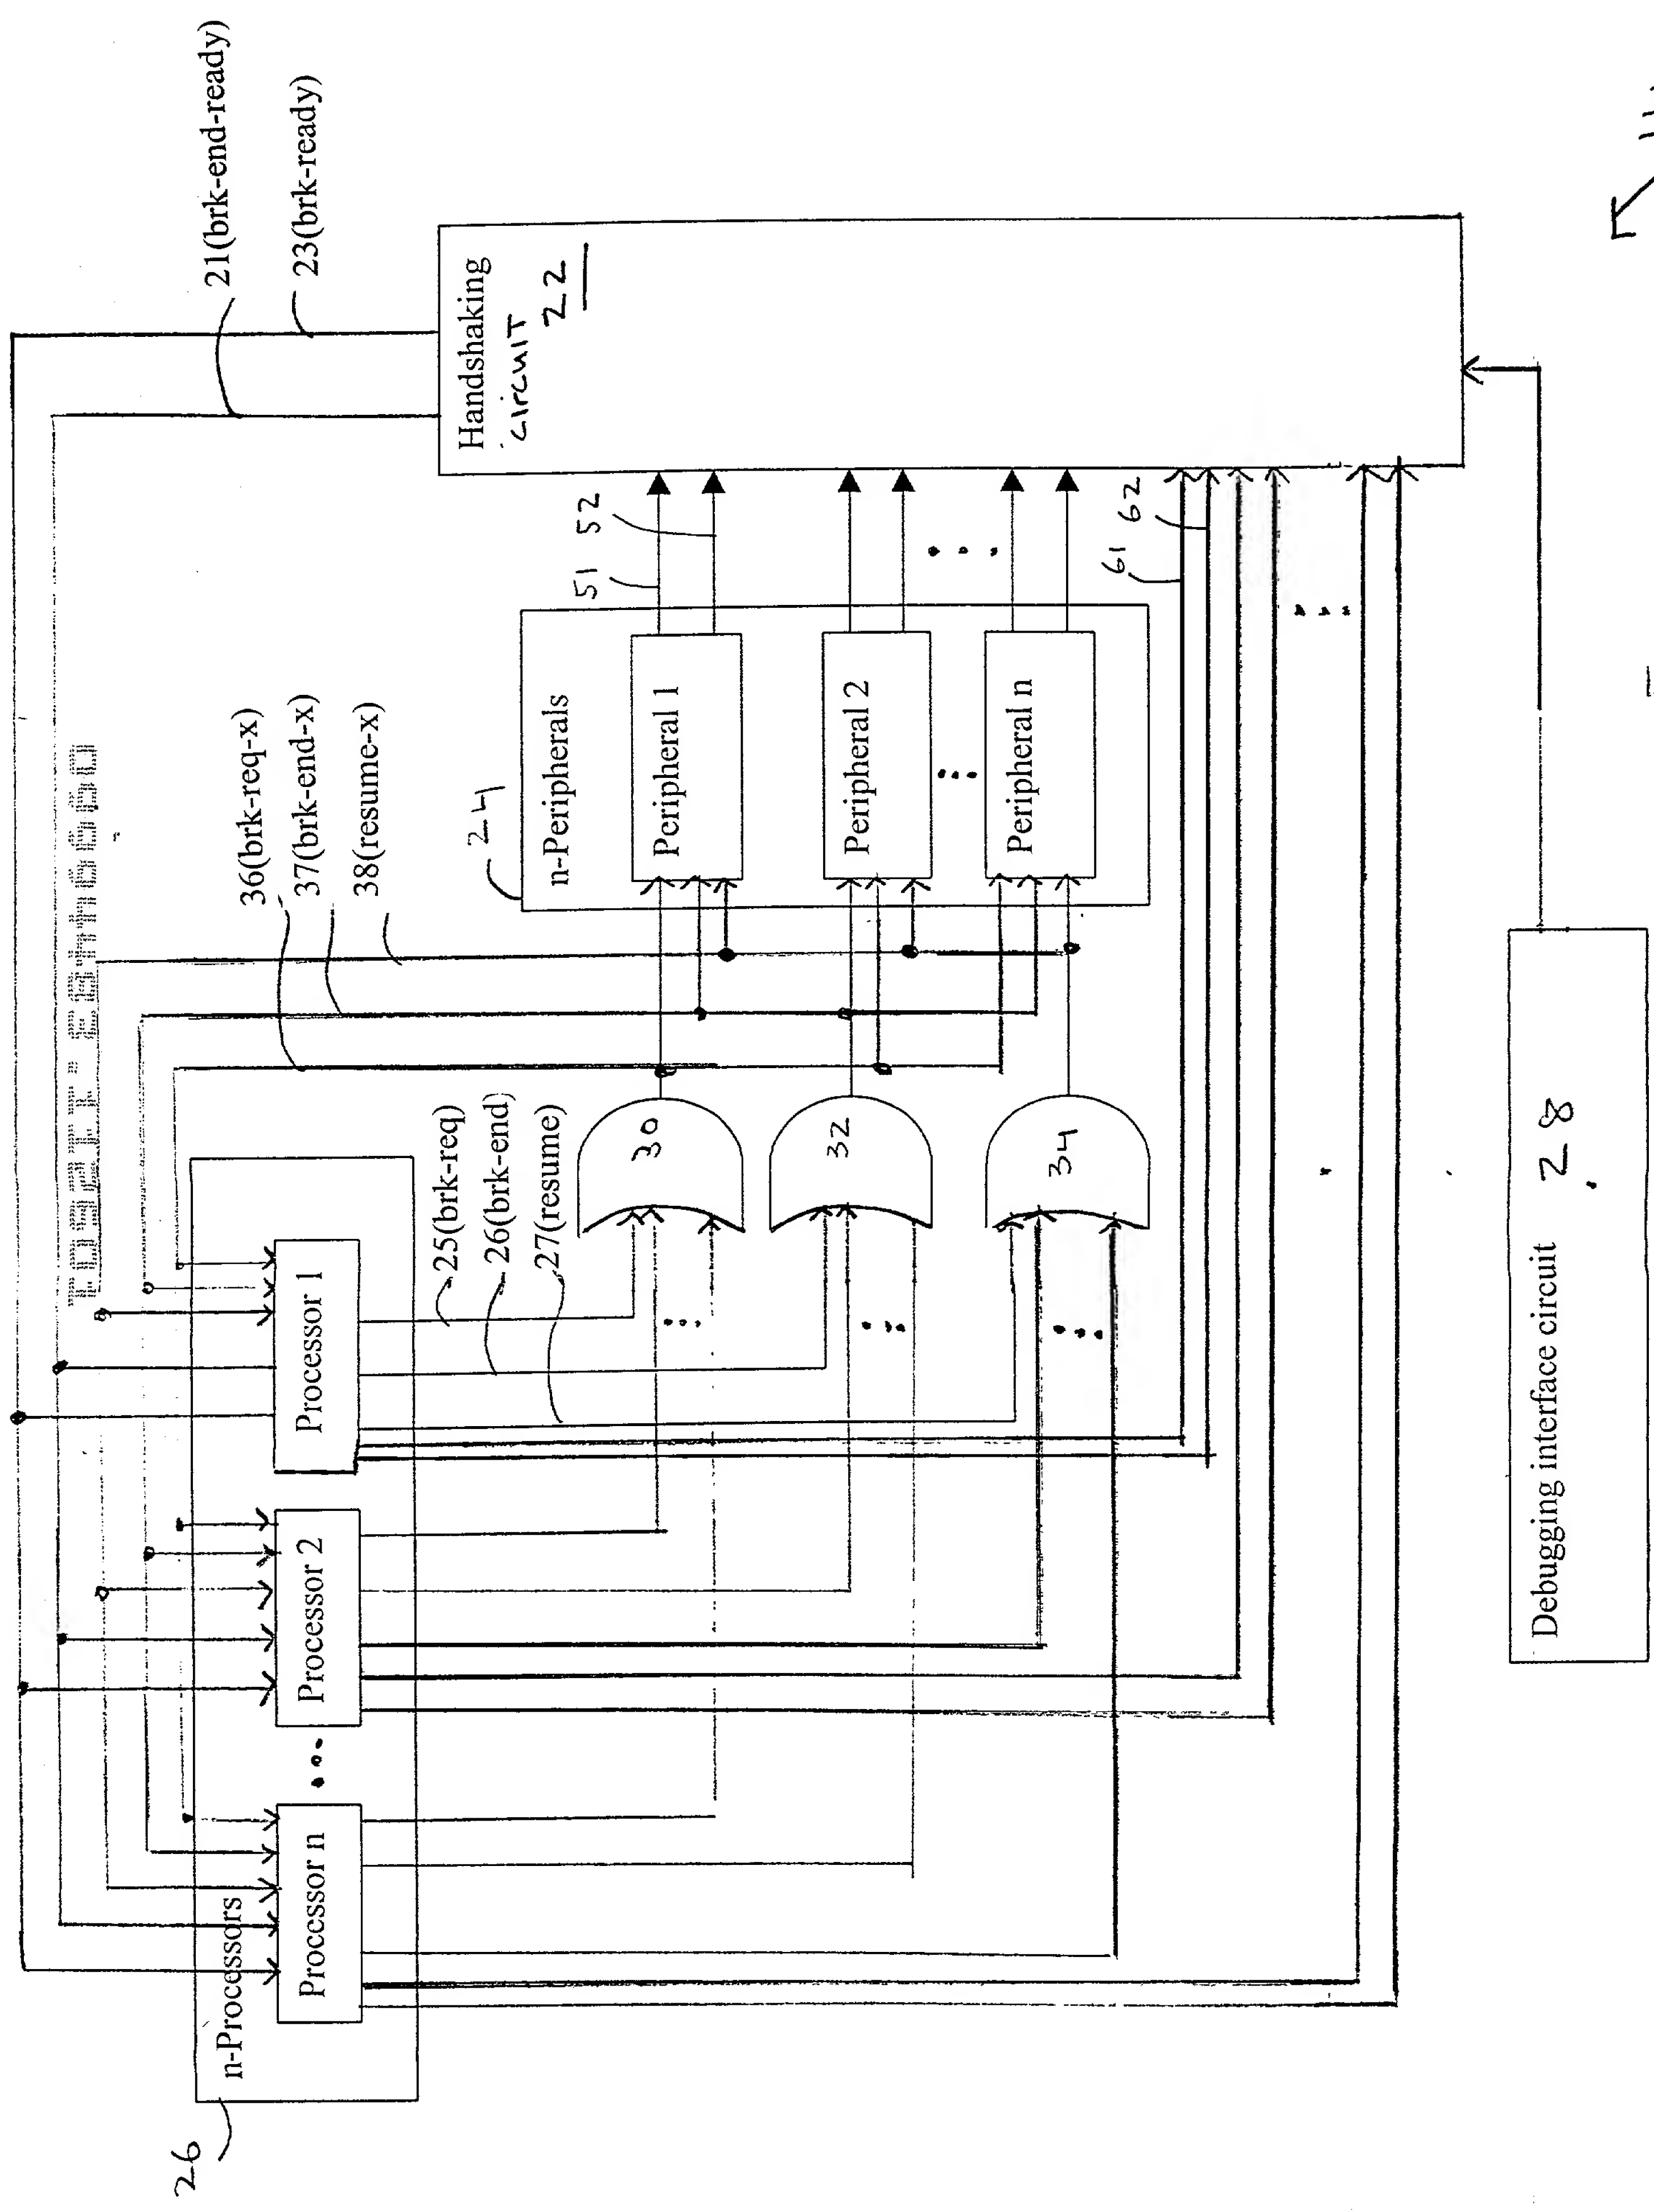 21(brk-end-ready)
23(brk-ready)
Handshaking
CIRCUIT
22
36(brk-req-x)
37(brk-end-x)
38(resume-x)
24
n-Peripherals
Peripheral 1
Peripheral 2
Peripheral n
51
52
61
62
25(brk-req)
26(brk-end)
27(resume)
30
32
34
26
n-Processors
Processor 1
Processor 2
Processor n
Debugging interface circuit 28